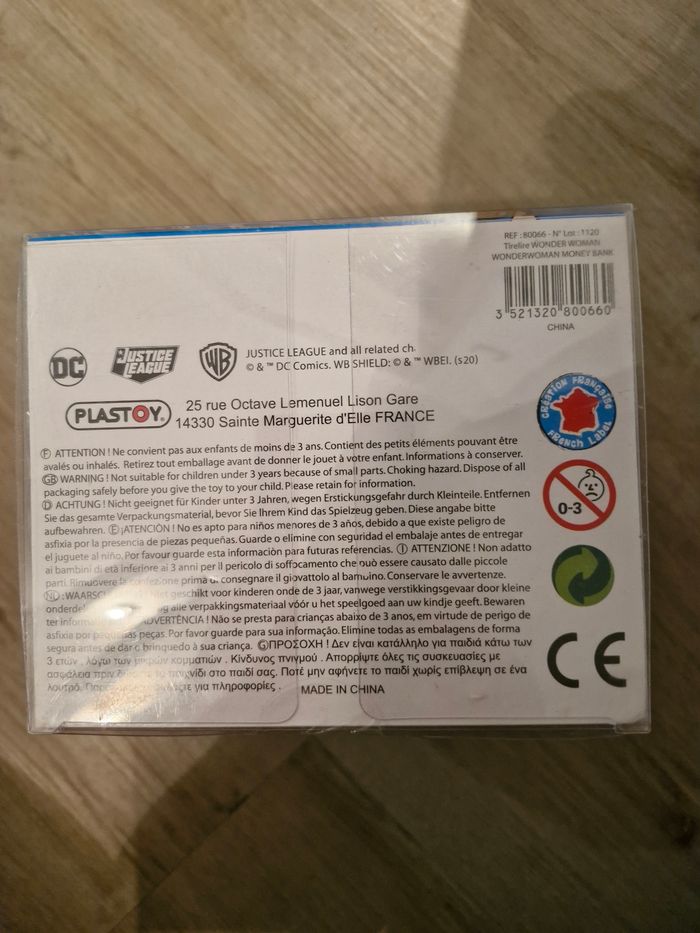 REF : 80066 - N° Lot : 1120
Tirelire WONDER WOMAN
WONDERWOMAN MONEY BANK
3 521320 800660
CHINA
DC
JUSTICE LEAGUE
WB
JUSTICE LEAGUE and all related ch
© & ™ DC Comics. WB SHIELD: © & ™ WBEI. (s20)
PLASTOY
25 rue Octave Lemenuel Lison Gare
14330 Sainte Marguerite d'Elle FRANCE
CRÉATION FRANÇAISE
FRENCH LABEL
F ATTENTION ! Ne convient pas aux enfants de moins de 3 ans. Contient des petits éléments pouvant être
avalés ou inhalés. Retirez tout emballage avant de donner le jouet à votre enfant. Informations à conserver.
GB WARNING ! Not suitable for children under 3 years because of small parts. Choking hazard. Dispose of all
packaging safely before you give the toy to your child. Please retain for information.
D ACHTUNG ! Nicht geeignet für Kinder unter 3 Jahren, wegen Erstickungsgefahr durch Kleinteile. Entfernen
Sie das gesamte Verpackungsmaterial, bevor Sie Ihrem Kind das Spielzeug geben. Diese angabe bitte
aufbewahren. E ¡ATENCIÓN ! No es apto para niños menores de 3 años, debido a que existe peligro de
asfixia por la presencia de piezas pequeñas. Guarde o elimine con seguridad el embalaje antes de entregar
el juguete al niño. Por favour guarde esta información para futuras referencias. I ATTENZIONE ! Non adatto
ai bambini di età inferiore ai 3 anni per il pericolo di soffocamento che può essere causato dalle piccole
parti. Rimuovere la confezione prima di consegnare il giovattolo al bambino. Conservare le avvertenze.
NL :WAARSCH Niet geschikt voor kinderen onde de 3 jaar, vanwege verstikkingsgevaar door kleine
onderdel alle verpakkingsmateriaal vóór u het speelgoed aan uw kindje geeft. Bewaren
ter informati ADVERTÊNCIA ! Não se presta para crianças abaixo de 3 anos, em virtude de perigo de
asfixia por pequenas peças. Por favor guarde para sua informação. Elimine todas as embalagens de forma
segura antes de dar o brinquedo à sua criança. G ΠΡΟΣΟΧΗ ! Δεν είναι κατάλληλο για παιδιά κάτω των
3 ετών , λόγω των μικρών κομματιών . Κίνδυνος πνιγμού . Απορρίψτε όλες τις συσκευασίες με
ασφάλεια πριν δώσετε το παιχνίδι στο παιδί σας. Ποτέ μην αφήνετε το παιδί χωρίς επίβλεψη σε ένα
λουτρό. για πληροφορίες . MADE IN CHINA
0-3
CE